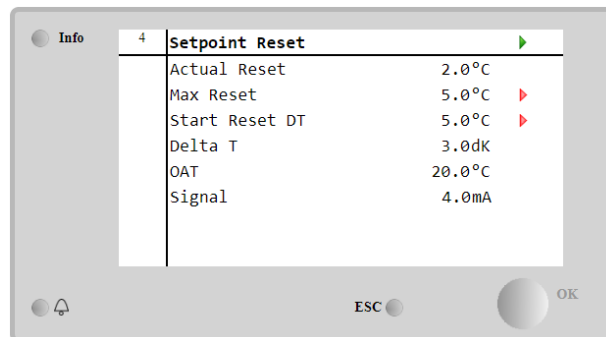 Info
4 Setpoint Reset
Actual Reset 2.0°C
Max Reset 5.0°C
Start Reset DT 5.0°C
Delta T 3.0dK
OAT 20.0°C
Signal 4.0mA
ESC OK